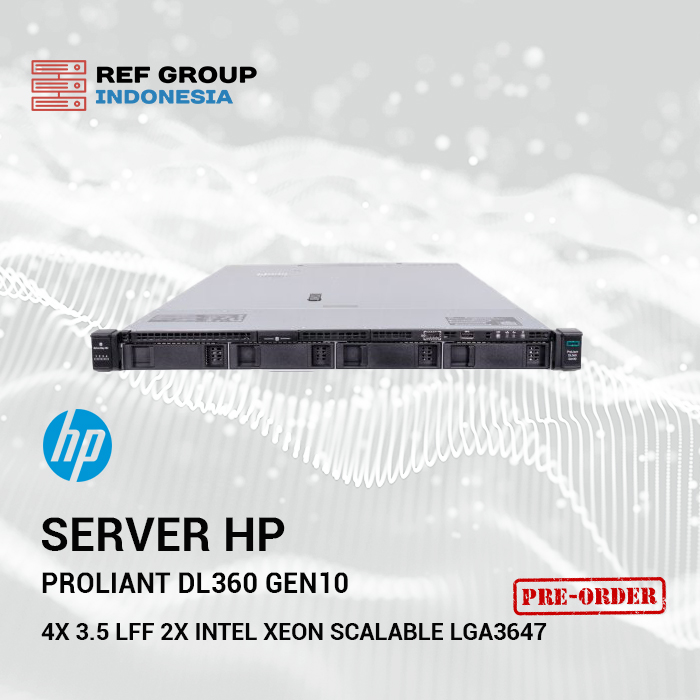 REF GROUP
INDONESIA
hp
SERVER HP
PROLIANT DL360 GEN10
PRE-ORDER
4X 3.5 LFF 2X INTEL XEON SCALABLE LGA3647